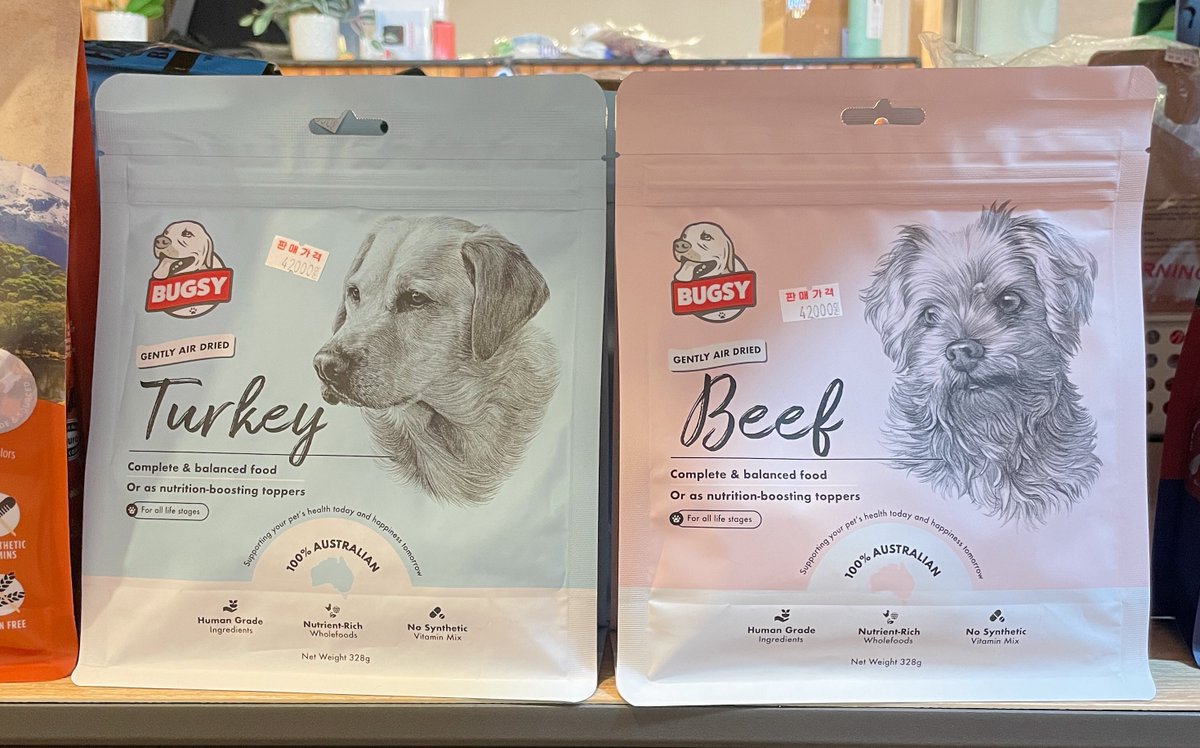 BUGSY
판매가격
42000원
GENTLY AIR DRIED
Turkey
Complete & balanced food
Or as nutrition-boosting toppers
For all life stages
Supporting your pet's health today and happiness tomorrow
100% AUSTRALIAN
Human Grade
Ingredients
Nutrient-Rich
Wholefoods
No Synthetic
Vitamin Mix
Net Weight 328g
BUGSY
판매가격
42000원
GENTLY AIR DRIED
Beef
Complete & balanced food
Or as nutrition-boosting toppers
For all life stages
Supporting your pet's health today and happiness tomorrow
100% AUSTRALIAN
Human Grade
Ingredients
Nutrient-Rich
Wholefoods
No Synthetic
Vitamin Mix
Net Weight 328g
FREE